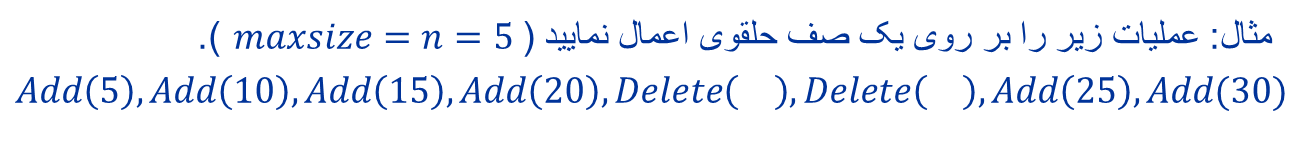 مثال: عملیات زیر را بر روی یک صف حلقوی اعمال نمایید ( maxsize = n = 5 ).
Add(5), Add(10), Add(15), Add(20), Delete(   ), Delete(   ), Add(25), Add(30)